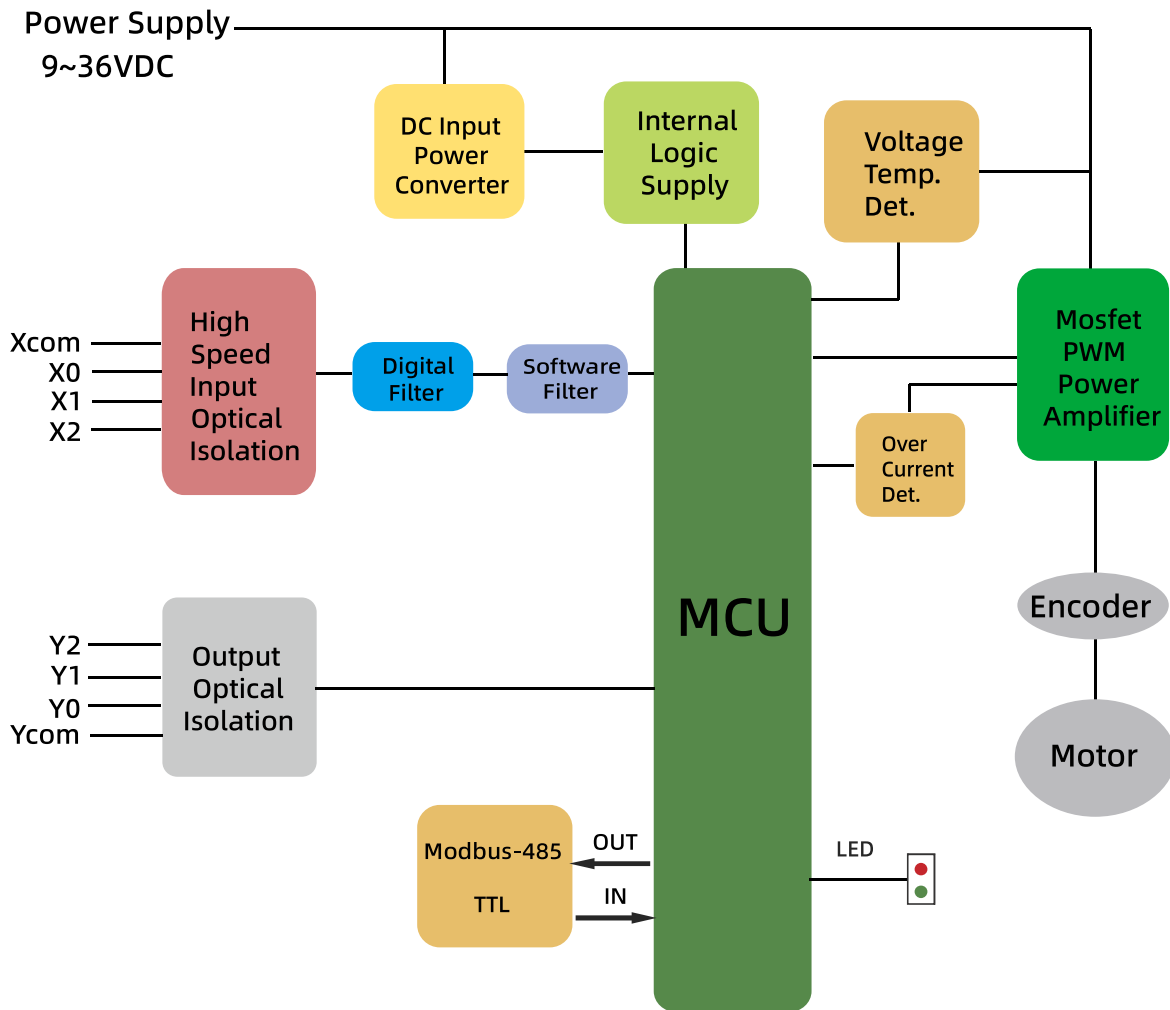 Power Supply
9~36VDC
DC Input
Power
Converter
Internal
Logic
Supply
Voltage
Temp.
Det.
Xcom
X0
X1
X2
High
Speed
Input
Optical
Isolation
Digital
Filter
Software
Filter
Mosfet
PWM
Power
Amplifier
Over
Current
Det.
MCU
Encoder
Motor
Y2
Y1
Y0
Ycom
Output
Optical
Isolation
Modbus-485
TTL
OUT
IN
LED